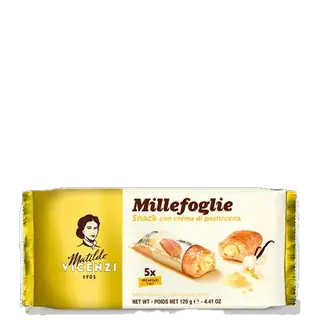 Matilde
VICENZI
1905
Millefoglie
Snack con crema di pasticceria
5x
NET WT - POIDS NET 125 g ℮ - 4.41 OZ